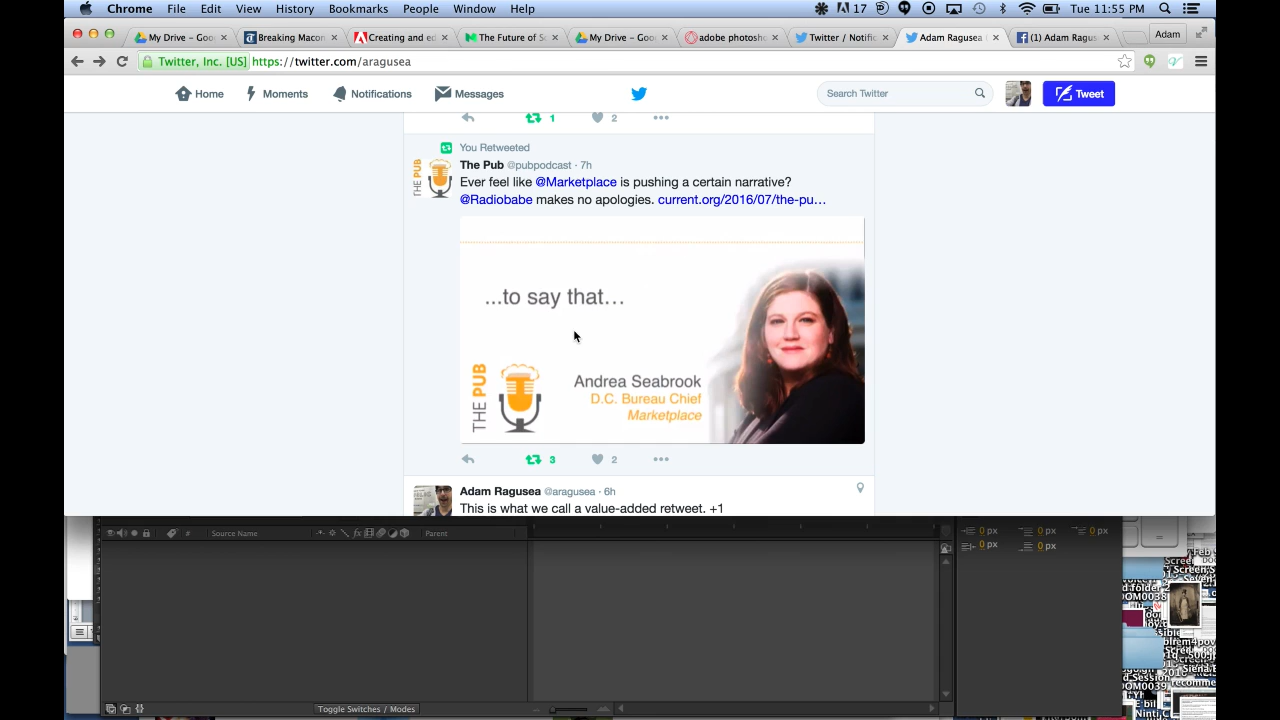 Chrome File Edit View History Bookmarks People Window Help
17
Tue 11:55 PM
My Drive – Goo
Breaking Macon
Creating and ed
The Future of S
My Drive – Goo
adobe photosh
Twitter / Notific
Adam Ragusea
(1) Adam Ragus
Adam
Twitter, Inc. [US] https://twitter.com/aragusea
Home Moments Notifications Messages
Search Twitter
Tweet
1 2
You Retweeted
The Pub @pubpodcast · 7h
Ever feel like @Marketplace is pushing a certain narrative?
@Radiobabe makes no apologies. current.org/2016/07/the-pu…
...to say that...
THE PUB
Andrea Seabrook
D.C. Bureau Chief
Marketplace
3 2
Adam Ragusea @aragusea · 6h
This is what we call a value-added retweet. +1
# Source Name
Parent
0 px 0 px 0 px
0 px 0 px
Toggle Switches / Modes